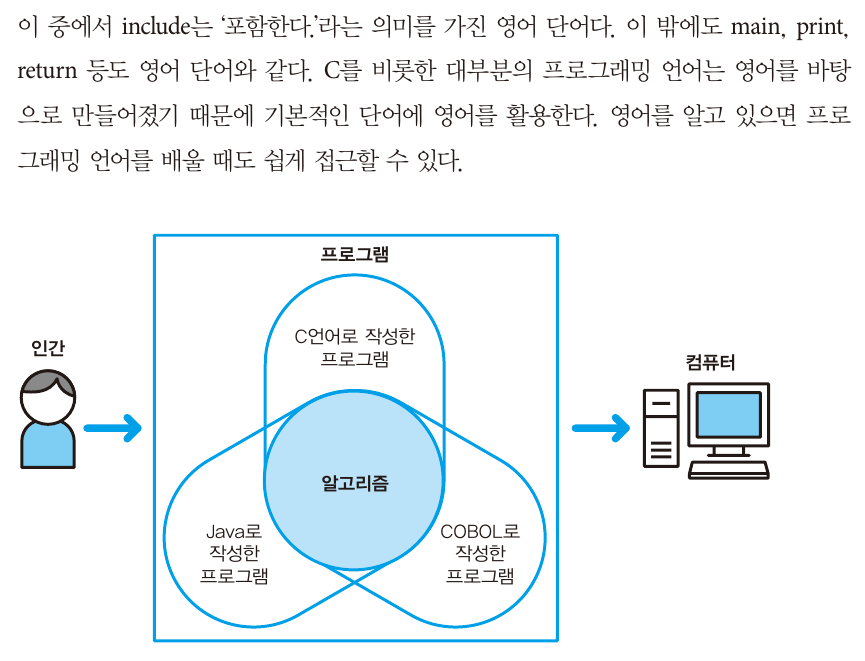 이 중에서 include는 ‘포함한다.’라는 의미를 가진 영어 단어다. 이 밖에도 main, print,
return 등도 영어 단어와 같다. C를 비롯한 대부분의 프로그래밍 언어는 영어를 바탕
으로 만들어졌기 때문에 기본적인 단어에 영어를 활용한다. 영어를 알고 있으면 프로
그래밍 언어를 배울 때도 쉽게 접근할 수 있다.
프로그램
C언어로 작성한
프로그램
인간
컴퓨터
알고리즘
Java로
작성한
프로그램
COBOL로
작성한
프로그램